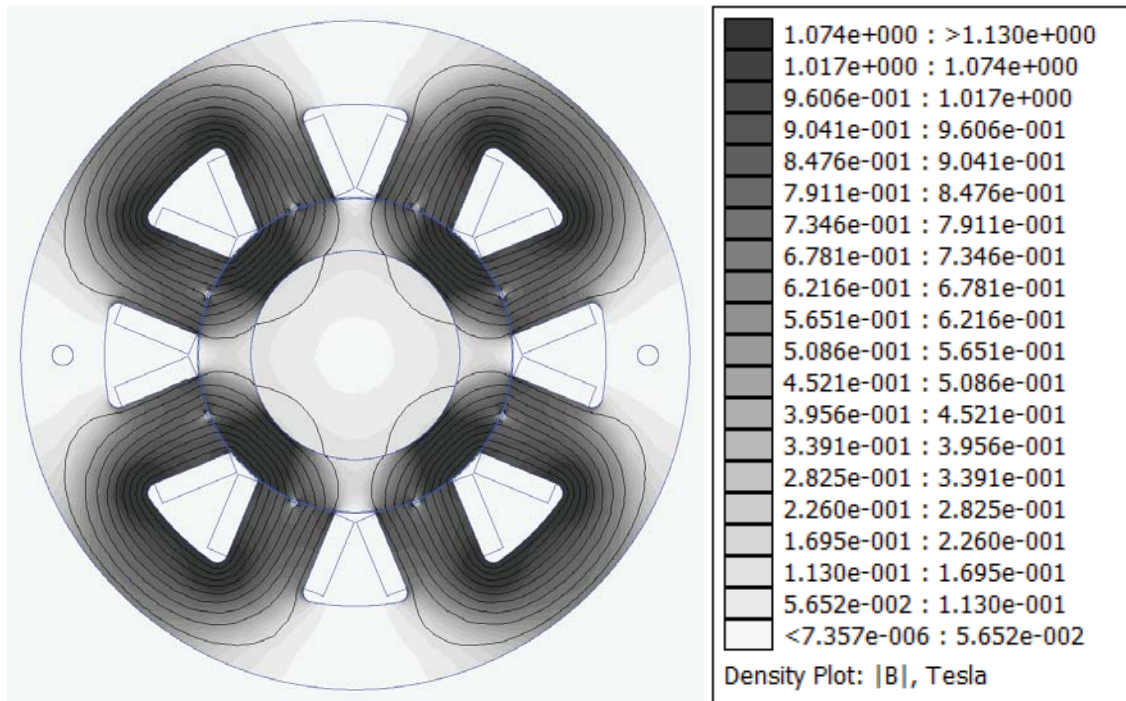 1.074e+000 : >1.130e+000
1.017e+000 : 1.074e+000
9.606e-001 : 1.017e+000
9.041e-001 : 9.606e-001
8.476e-001 : 9.041e-001
7.911e-001 : 8.476e-001
7.346e-001 : 7.911e-001
6.781e-001 : 7.346e-001
6.216e-001 : 6.781e-001
5.651e-001 : 6.216e-001
5.086e-001 : 5.651e-001
4.521e-001 : 5.086e-001
3.956e-001 : 4.521e-001
3.391e-001 : 3.956e-001
2.825e-001 : 3.391e-001
2.260e-001 : 2.825e-001
1.695e-001 : 2.260e-001
1.130e-001 : 1.695e-001
5.652e-002 : 1.130e-001
<7.357e-006 : 5.652e-002
Density Plot: |B|, Tesla